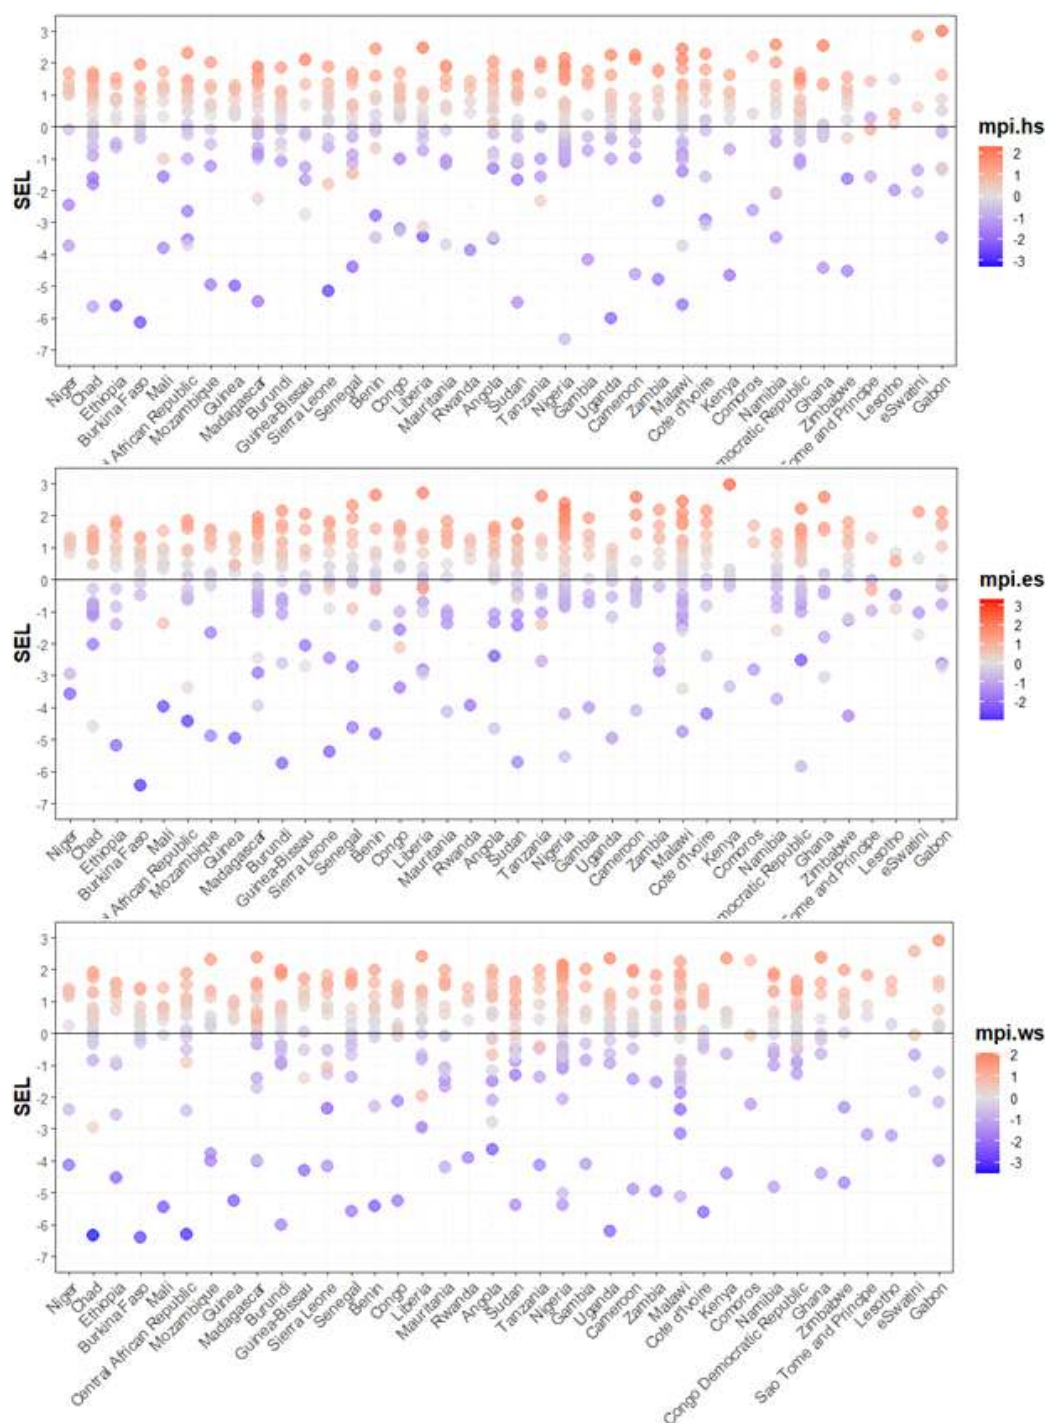 3
2
1
0
-1
-2
-3
-4
-5
-6
-7
SEL
mpi.hs
2
1
0
-1
-2
-3
Niger
Chad
Ethiopia
Burkina Faso
Mali
African Republic
Mozambique
Guinea
Madagascar
Burundi
Guinea-Bissau
Sierra Leone
Senegal
Benin
Congo
Liberia
Mauritania
Rwanda
Angola
Sudan
Tanzania
Nigeria
Gambia
Uganda
Cameroon
Zambia
Malawi
Cote d'Ivoire
Kenya
Comoros
Namibia
mocratic Republic
Ghana
Zimbabwe
ome and Principe
Lesotho
eSwatini
Gabon
3
2
1
0
-1
-2
-3
-4
-5
-6
-7
SEL
mpi.es
3
2
1
0
-1
-2
Niger
Chad
Ethiopia
Burkina Faso
Mali
African Republic
Mozambique
Guinea
Madagascar
Burundi
Guinea-Bissau
Sierra Leone
Senegal
Benin
Congo
Liberia
Mauritania
Rwanda
Angola
Sudan
Tanzania
Nigeria
Gambia
Uganda
Cameroon
Zambia
Malawi
Cote d'Ivoire
Kenya
Comoros
Namibia
mocratic Republic
Ghana
Zimbabwe
ome and Principe
Lesotho
eSwatini
Gabon
3
2
1
0
-1
-2
-3
-4
-5
-6
-7
SEL
mpi.ws
2
1
0
-1
-2
-3
Niger
Chad
Ethiopia
Burkina Faso
Mali
Central African Republic
Mozambique
Guinea
Madagascar
Burundi
Guinea-Bissau
Sierra Leone
Senegal
Benin
Congo
Liberia
Mauritania
Rwanda
Angola
Sudan
Tanzania
Nigeria
Gambia
Uganda
Cameroon
Zambia
Malawi
Cote d'Ivoire
Kenya
Comoros
Namibia
Congo Democratic Republic
Ghana
Zimbabwe
Sao Tome and Principe
Lesotho
eSwatini
Gabon